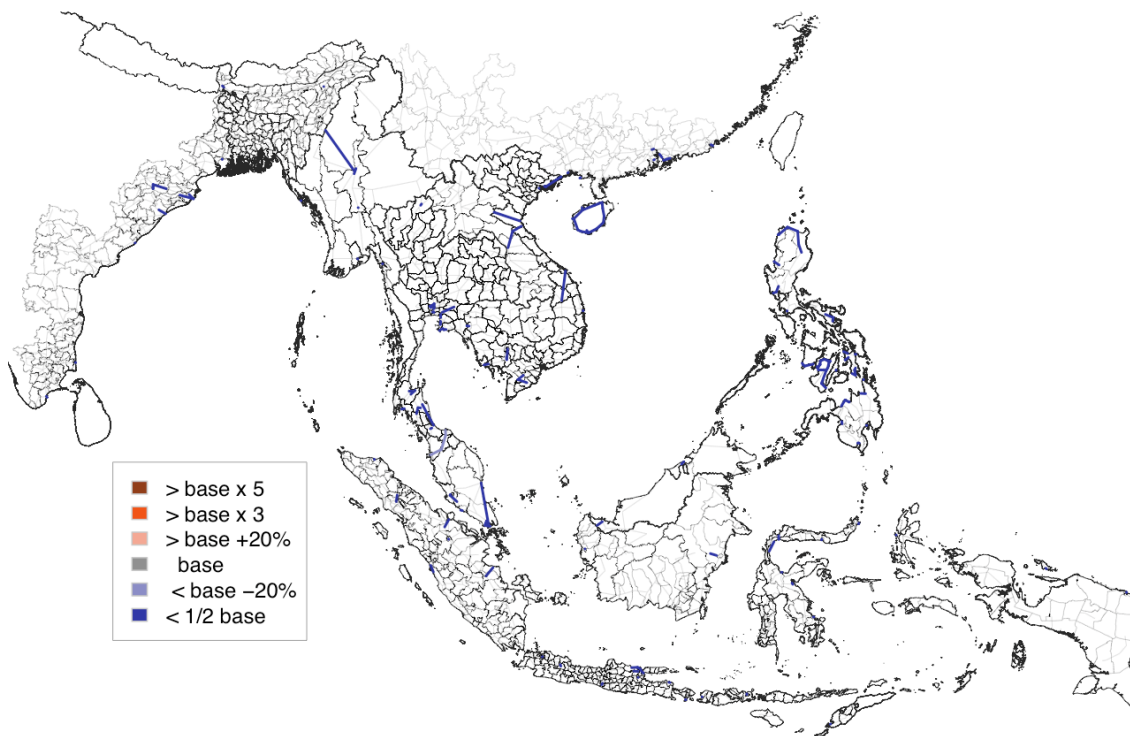 > base x 5
> base x 3
> base +20%
base
< base −20%
< 1/2 base